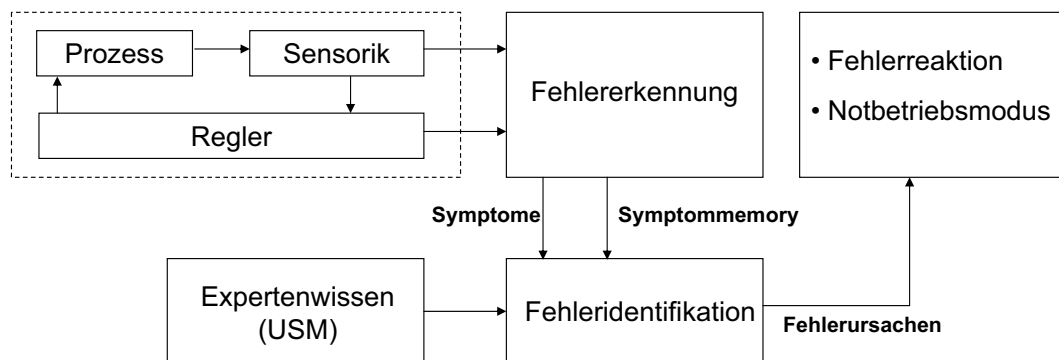 Prozess
Sensorik
Regler
Fehlererkennung
• Fehlerreaktion
• Notbetriebsmodus
Symptome
Symptommemory
Expertenwissen
(USM)
Fehleridentifikation
Fehlerursachen